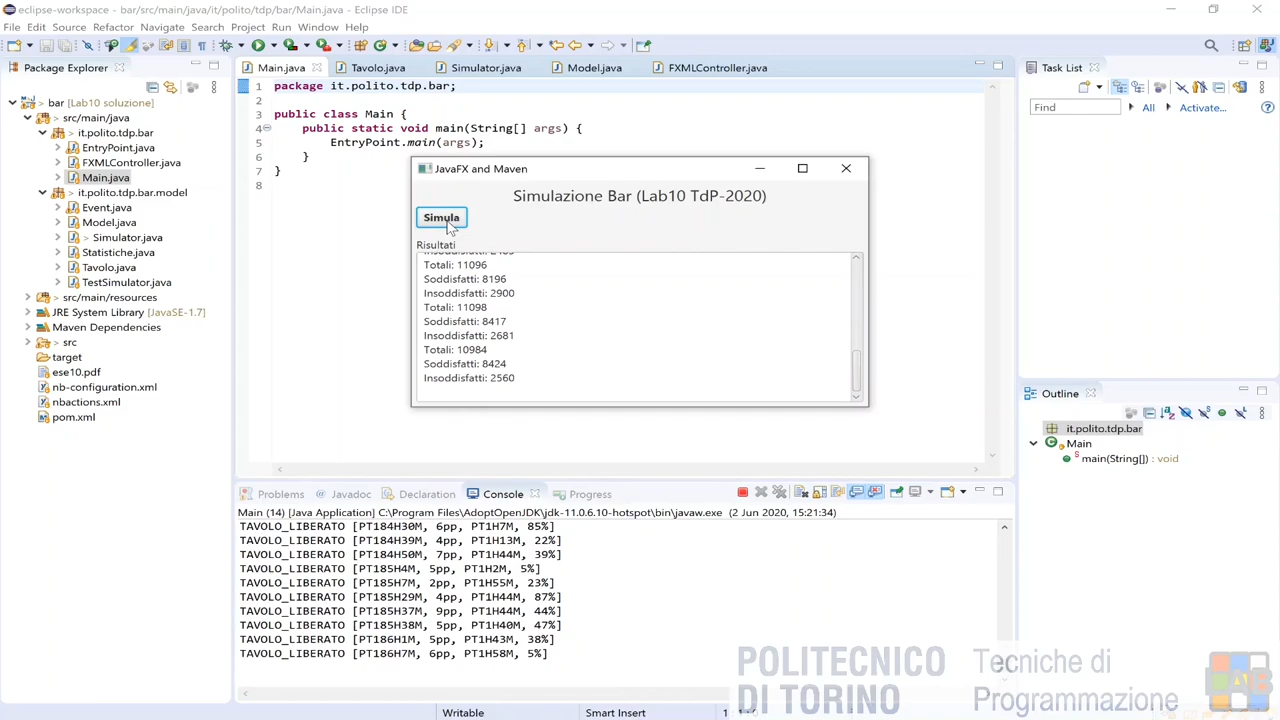 eclipse-workspace - bar/src/main/java/it/polito/tdp/bar/Main.java - Eclipse IDE
File Edit Source Refactor Navigate Search Project Run Window Help
Package Explorer
bar [Lab10 soluzione]
src/main/java
it.polito.tdp.bar
EntryPoint.java
FXMLController.java
Main.java
it.polito.tdp.bar.model
Event.java
Model.java
> Simulator.java
Statistiche.java
Tavolo.java
TestSimulator.java
> src/main/resources
JRE System Library [JavaSE-1.7]
Maven Dependencies
> src
target
ese10.pdf
nb-configuration.xml
nbactions.xml
pom.xml
Main.java Tavolo.java Simulator.java Model.java FXMLController.java
1 package it.polito.tdp.bar;
2
3 public class Main {
4 public static void main(String[] args) {
5 EntryPoint.main(args);
6 }
7 }
8
JavaFX and Maven
Simulazione Bar (Lab10 TdP-2020)
Simula
Risultati
Totali: 11096
Soddisfatti: 8196
Insoddisfatti: 2900
Totali: 11098
Soddisfatti: 8417
Insoddisfatti: 2681
Totali: 10984
Soddisfatti: 8424
Insoddisfatti: 2560
Task List
Find All Activate...
Outline
it.polito.tdp.bar
Main
main(String[]) : void
Problems Javadoc Declaration Console Progress
Main (14) [Java Application] C:\Program Files\AdoptOpenJDK\jdk-11.0.6.10-hotspot\bin\javaw.exe (2 Jun 2020, 15:21:34)
TAVOLO_LIBERATO [PT184H30M, 6pp, PT1H7M, 85%]
TAVOLO_LIBERATO [PT184H39M, 4pp, PT1H13M, 22%]
TAVOLO_LIBERATO [PT184H50M, 7pp, PT1H44M, 39%]
TAVOLO_LIBERATO [PT185H4M, 5pp, PT1H2M, 5%]
TAVOLO_LIBERATO [PT185H7M, 2pp, PT1H55M, 23%]
TAVOLO_LIBERATO [PT185H29M, 4pp, PT1H44M, 87%]
TAVOLO_LIBERATO [PT185H37M, 9pp, PT1H44M, 44%]
TAVOLO_LIBERATO [PT185H38M, 5pp, PT1H40M, 47%]
TAVOLO_LIBERATO [PT186H1M, 5pp, PT1H43M, 38%]
TAVOLO_LIBERATO [PT186H7M, 6pp, PT1H58M, 5%]
POLITECNICO
DI TORINO
Tecniche di
Programmazione
Writable Smart Insert